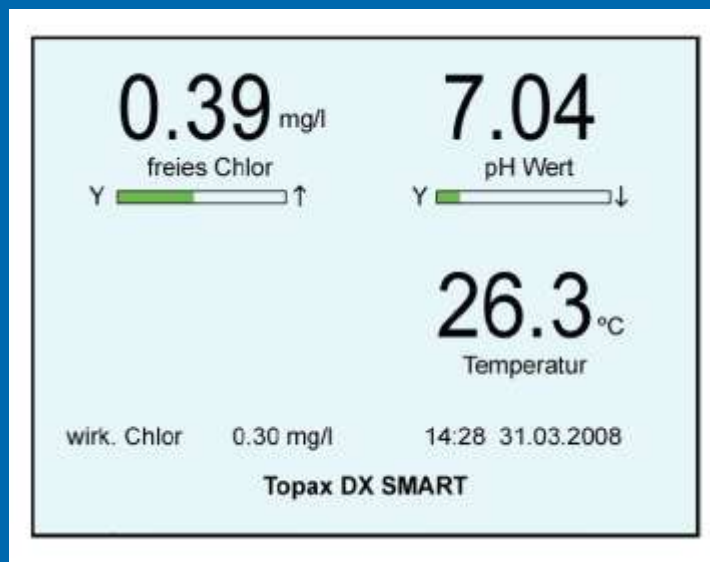 0.39 mg/l 7.04
freies Chlor pH Wert
Y ↑ Y ↓
26.3 °C
Temperatur
wirk. Chlor 0.30 mg/l 14:28 31.03.2008
Topax DX SMART